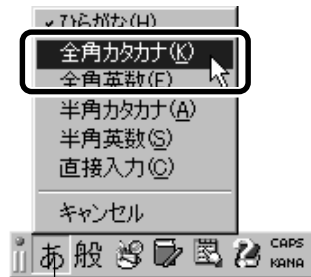 ひらがな(H)
全角カタカナ(K)
全角英数(E)
半角カタカナ(A)
半角英数(S)
直接入力(C)
キャンセル
あ 般 CAPS
KANA